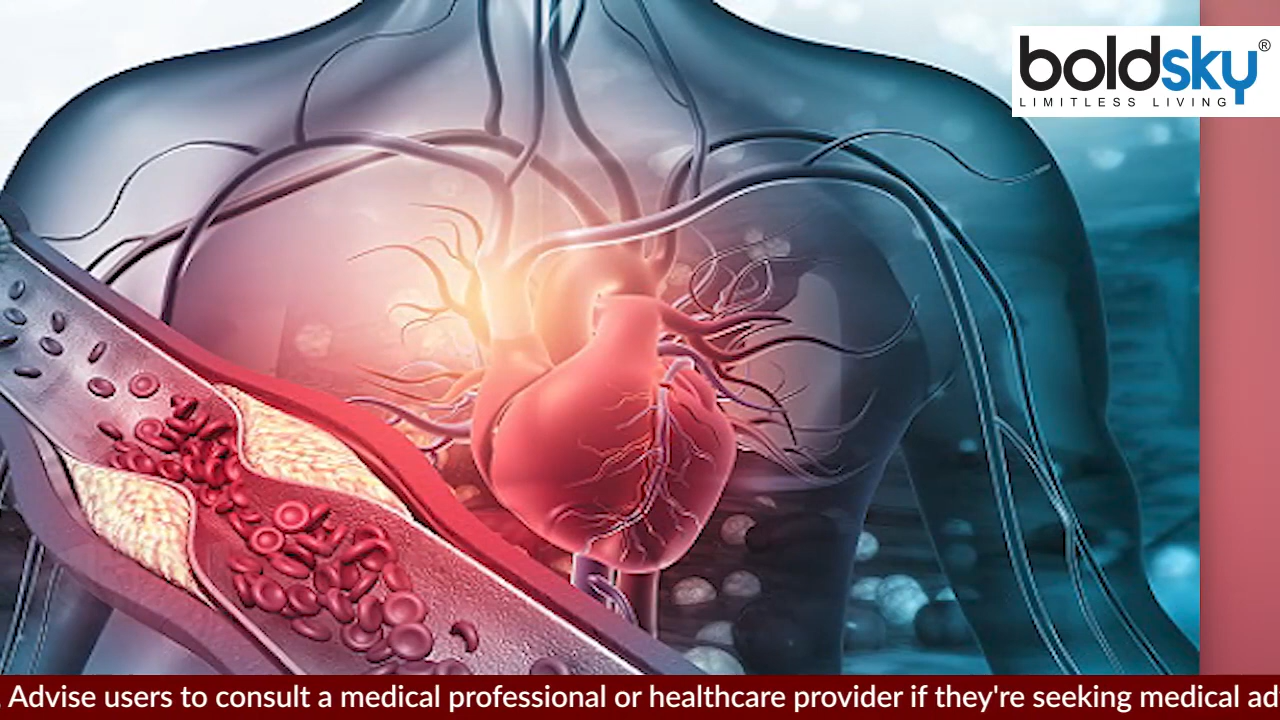 boldsky®
LIMITLESS LIVING
Advise users to consult a medical professional or healthcare provider if they're seeking medical ad